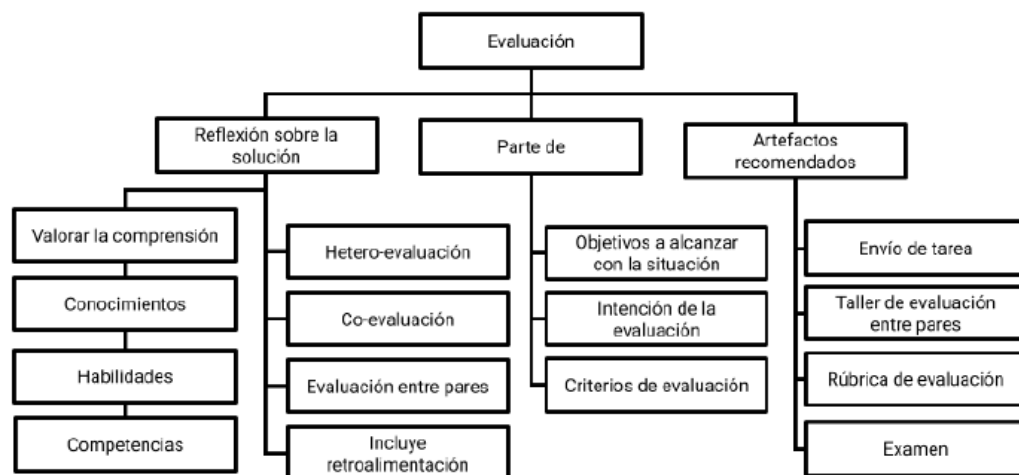 Evaluación
Reflexión sobre la
solución
Parte de
Artefactos
recomendados
Valorar la comprensión
Conocimientos
Habilidades
Competencias
Hetero-evaluación
Co-evaluación
Evaluación entre pares
Incluye
retroalimentación
Objetivos a alcanzar
con la situación
Intención de la
evaluación
Criterios de evaluación
Envío de tarea
Taller de evaluación
entre pares
Rúbrica de evaluación
Examen